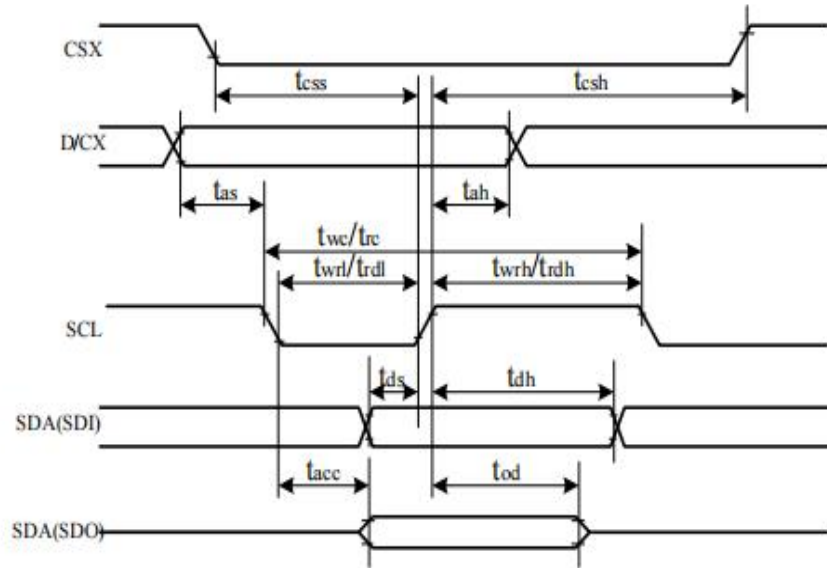 CSX
tcss
tcsh
D/CX
tas
tah
twc/trc
twrl/trdl
twrh/trdh
SCL
tds
tdh
SDA(SDI)
tacc
tod
SDA(SDO)